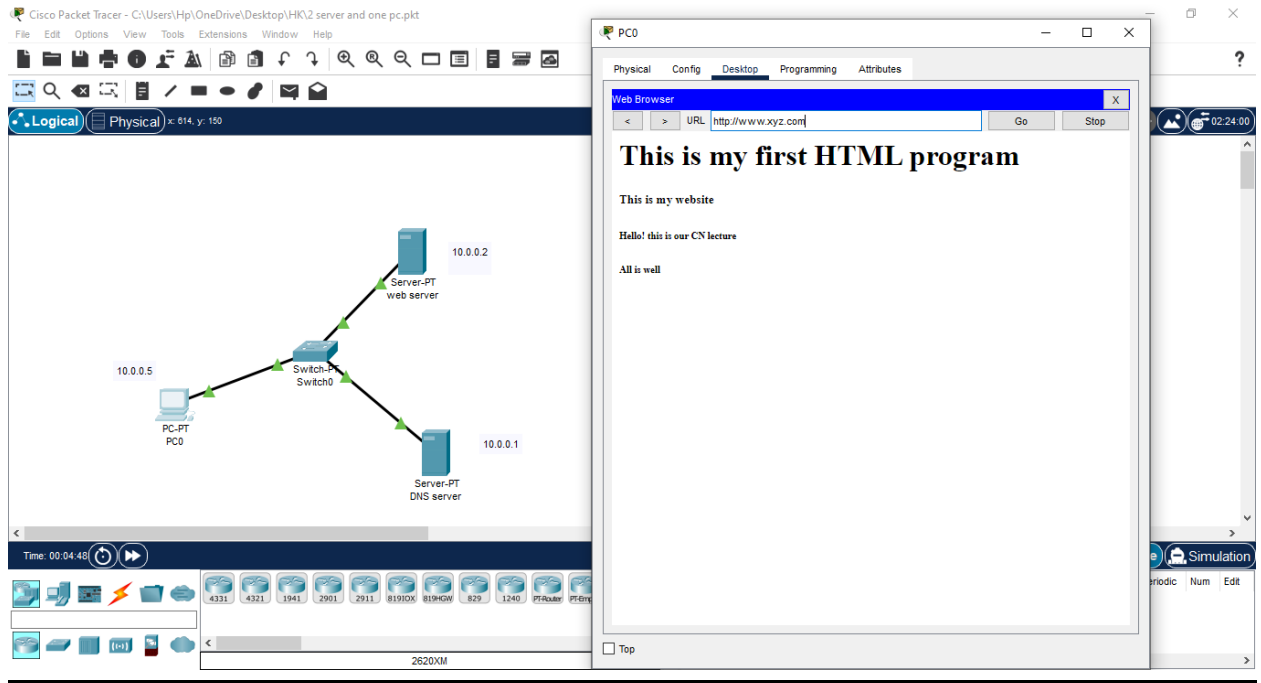 Cisco Packet Tracer - C:\Users\Hp\OneDrive\Desktop\HK\2 server and one pc.pkt
File Edit Options View Tools Extensions Window Help
?
Logical Physical x: 614, y: 150
02:24:00
PC0
Physical Config Desktop Programming Attributes
Web Browser X
< > URL http://www.xyz.com Go Stop
This is my first HTML program
This is my website
Hello! this is our CN lecture
All is well
Top
10.0.0.2
Server-PT
web server
10.0.0.5
Switch-PT
Switch0
PC-PT
PC0
10.0.0.1
Server-PT
DNS server
Time: 00:04:48
Simulation
eriodic Num Edit
4331 4321 1941 2901 2911 819IOX 819HGW 829 1240 PT-Router PT-Emp
2620XM